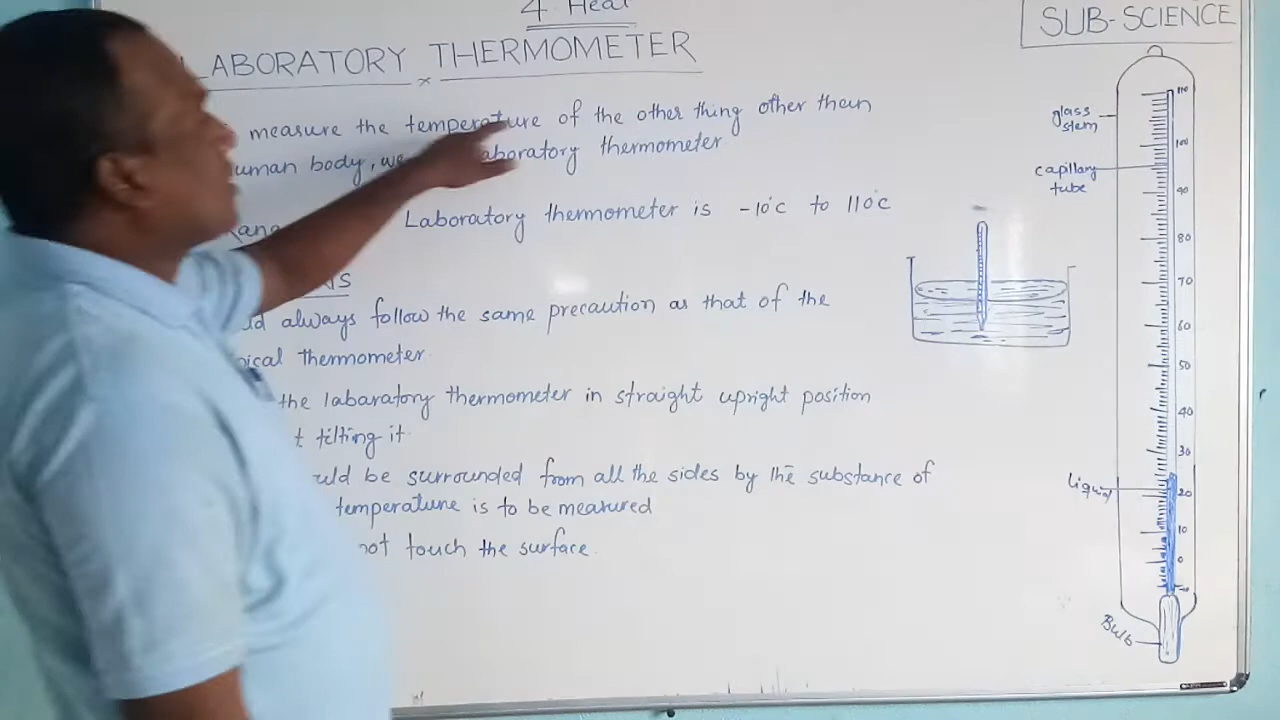 4 Heat
SUB-SCIENCE
LABORATORY THERMOMETER
measure the temperature of the other thing other than
uman body, we laboratory thermometer
Rang Laboratory thermometer is -10°C to 110°C
NS
ld always follow the same precaution as that of the
ical thermometer
the labaratory thermometer in straight upright position
t tilting it
uld be surrounded from all the sides by the substance of
temperature is to be measured
not touch the surface.
glass
stem
capillary
tube
Liquid
Bulb
110
100
90
80
70
60
50
40
30
20
10
0
-10